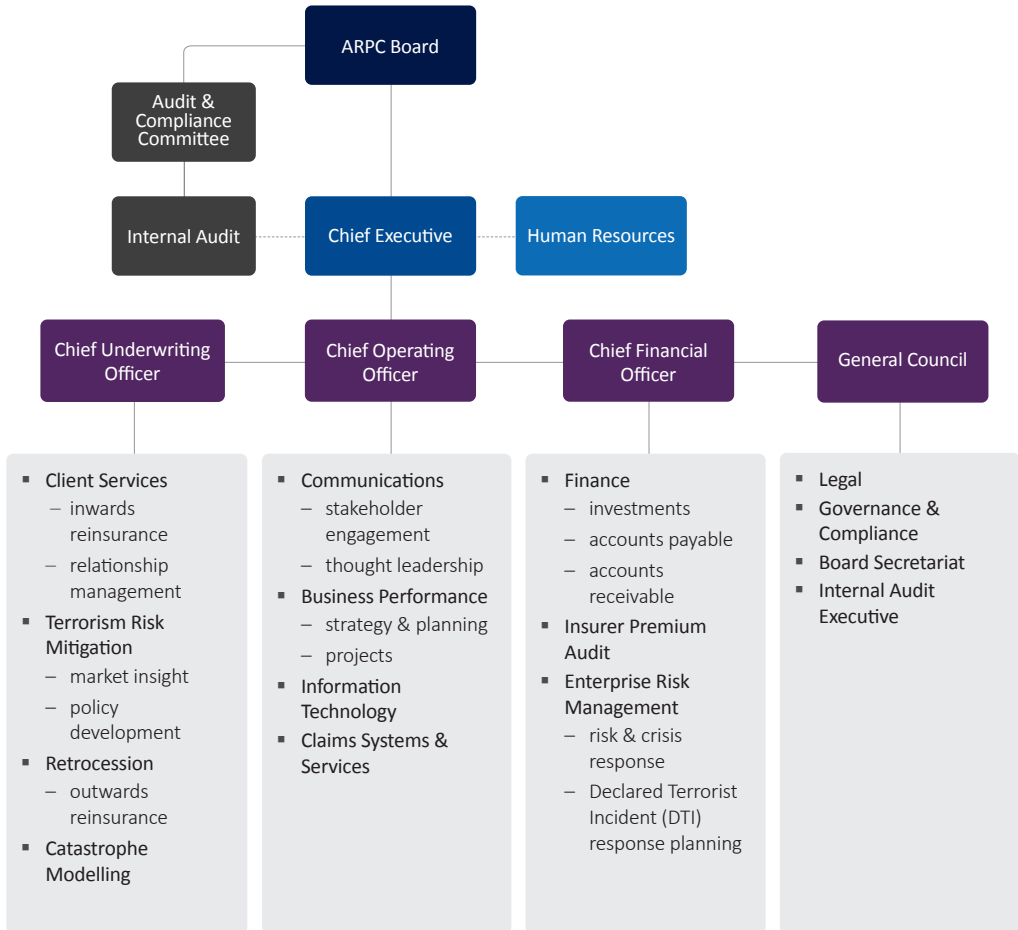 ARPC Board
Audit &
Compliance
Committee
Internal Audit
Chief Executive
Human Resources
Chief Underwriting
Officer
Chief Operating
Officer
Chief Financial
Officer
General Council
▪ Client Services
– inwards
reinsurance
– relationship
management
▪ Terrorism Risk
Mitigation
– market insight
– policy
development
▪ Retrocession
– outwards
reinsurance
▪ Catastrophe
Modelling
▪ Communications
– stakeholder
engagement
– thought leadership
▪ Business Performance
– strategy & planning
– projects
▪ Information
Technology
▪ Claims Systems &
Services
▪ Finance
– investments
– accounts payable
– accounts
receivable
▪ Insurer Premium
Audit
▪ Enterprise Risk
Management
– risk & crisis
response
– Declared Terrorist
Incident (DTI)
response planning
▪ Legal
▪ Governance &
Compliance
▪ Board Secretariat
▪ Internal Audit
Executive